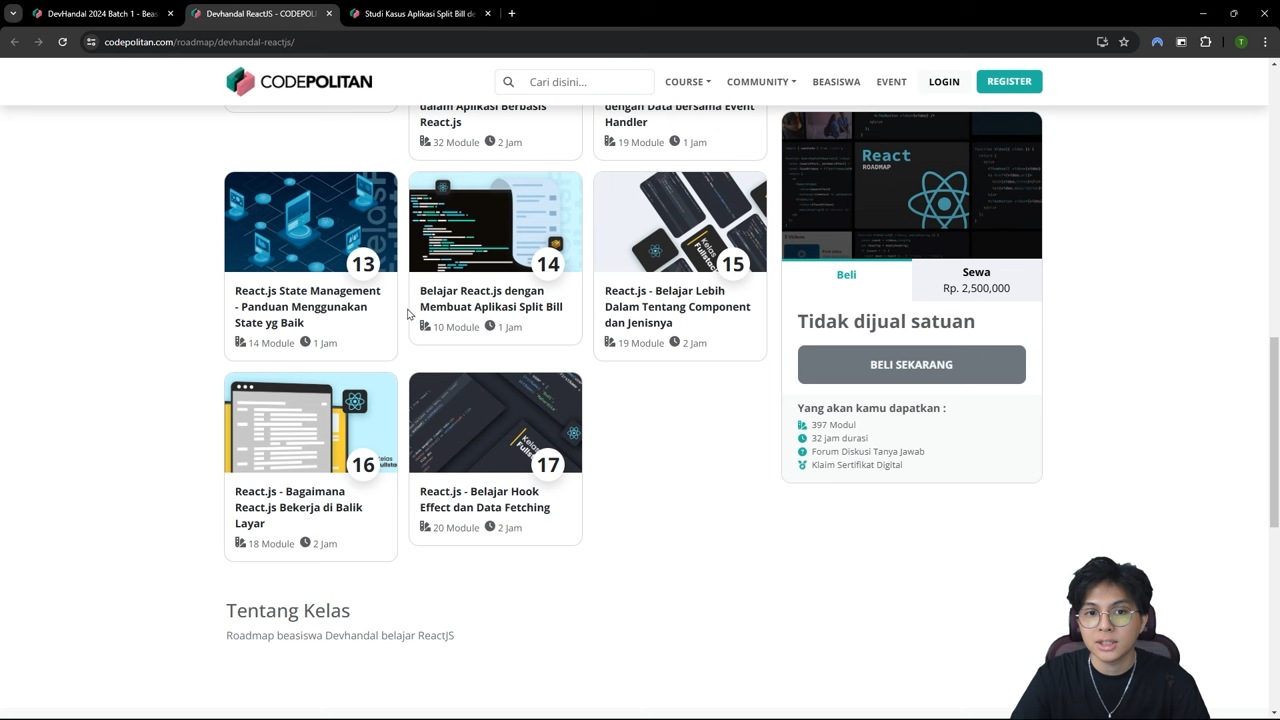 DevHandal 2024 Batch 1 - Beas
Devhandal ReactJS - CODEPOL
Studi Kasus Aplikasi Split Bill de
codepolitan.com/roadmap/devhandal-reactjs/
T
CODEPOLITAN
Cari disini...
COURSE
COMMUNITY
BEASISWA
EVENT
LOGIN
REGISTER
dalam Aplikasi Berbasis
React.js
32 Module 2 Jam
dengan Data bersama Event
Handler
19 Module 1 Jam
13
React.js State Management
- Panduan Menggunakan
State yg Baik
14 Module 1 Jam
14
Belajar React.js dengan
Membuat Aplikasi Split Bill
10 Module 1 Jam
Kelas
Fullstac
15
React.js - Belajar Lebih
Dalam Tentang Component
dan Jenisnya
19 Module 2 Jam
16
React.js - Bagaimana
React.js Bekerja di Balik
Layar
18 Module 2 Jam
17
React.js - Belajar Hook
Effect dan Data Fetching
20 Module 2 Jam
React
ROADMAP
Beli
Sewa
Rp. 2,500,000
Tidak dijual satuan
BELI SEKARANG
Yang akan kamu dapatkan :
397 Modul
32 jam durasi
Forum Diskusi Tanya Jawab
Klaim Sertifikat Digital
Tentang Kelas
Roadmap beasiswa Devhandal belajar ReactJS